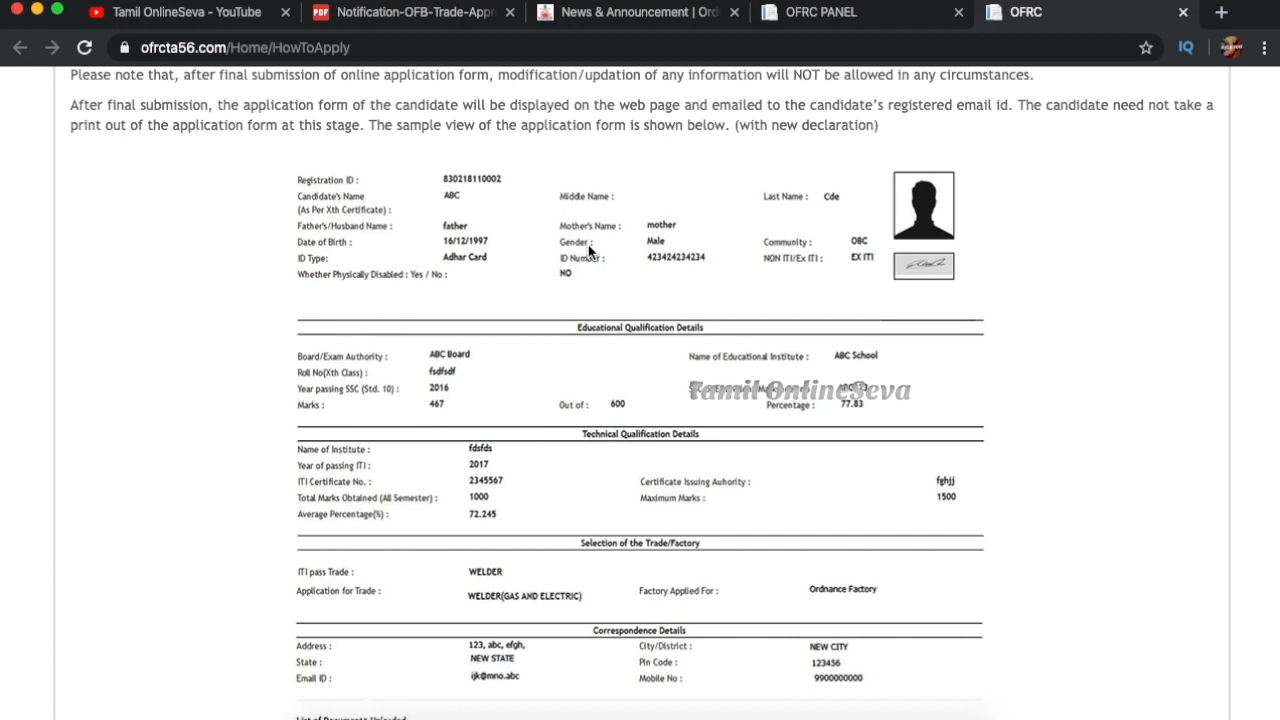 Tamil OnlineSeva - YouTube
PDF Notification-OFB-Trade-Appr
News & Announcement | Ord
OFRC PANEL
OFRC
ofrcta56.com/Home/HowToApply
IQ
Please note that, after final submission of online application form, modification/updation of any information will NOT be allowed in any circumstances.
After final submission, the application form of the candidate will be displayed on the web page and emailed to the candidate's registered email id. The candidate need not take a
print out of the application form at this stage. The sample view of the application form is shown below. (with new declaration)
Registration ID : 830218110002
Candidate's Name ABC Middle Name : Last Name : Cde
(As Per Xth Certificate) :
Father's/Husband Name : father Mother's Name : mother
Date of Birth : 16/12/1997 Gender : Male Community : OBC
ID Type: Adhar Card ID Number : 423424234234 NON ITI/Ex ITI : EX ITI
Whether Physically Disabled : Yes / No : NO
Educational Qualification Details
Board/Exam Authority : ABC Board Name of Educational Institute : ABC School
Roll No(Xth Class) : fsdfsdf
Year passing SSC (Std. 10) : 2016
Tamil OnlineSeva
Marks : 467 Out of : 600 Percentage : 77.83
Technical Qualification Details
Name of Institute : fdsfds
Year of passing ITI : 2017
ITI Certificate No. : 2345567 Certificate Issuing Auhority : fghjj
Total Marks Obtained (All Semester) : 1000 Maximum Marks : 1500
Average Percentage(%) : 72.245
Selection of the Trade/Factory
ITI pass Trade : WELDER
Application for Trade : WELDER(GAS AND ELECTRIC) Factory Applied For : Ordnance Factory
Correspondence Details
Address : 123, abc, efgh, City/District : NEW CITY
State : NEW STATE Pin Code : 123456
Email ID : ijk@mno.abc Mobile No : 9900000000